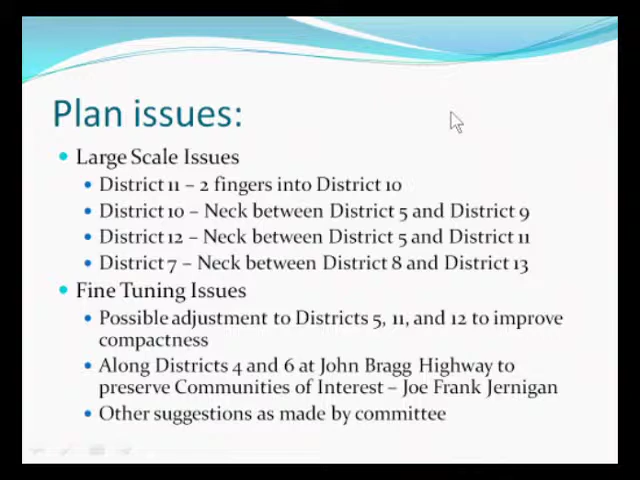 Plan issues:
Large Scale Issues
District 11 – 2 fingers into District 10
District 10 – Neck between District 5 and District 9
District 12 – Neck between District 5 and District 11
District 7 – Neck between District 8 and District 13
Fine Tuning Issues
Possible adjustment to Districts 5, 11, and 12 to improve
compactness
Along Districts 4 and 6 at John Bragg Highway to
preserve Communities of Interest – Joe Frank Jernigan
Other suggestions as made by committee